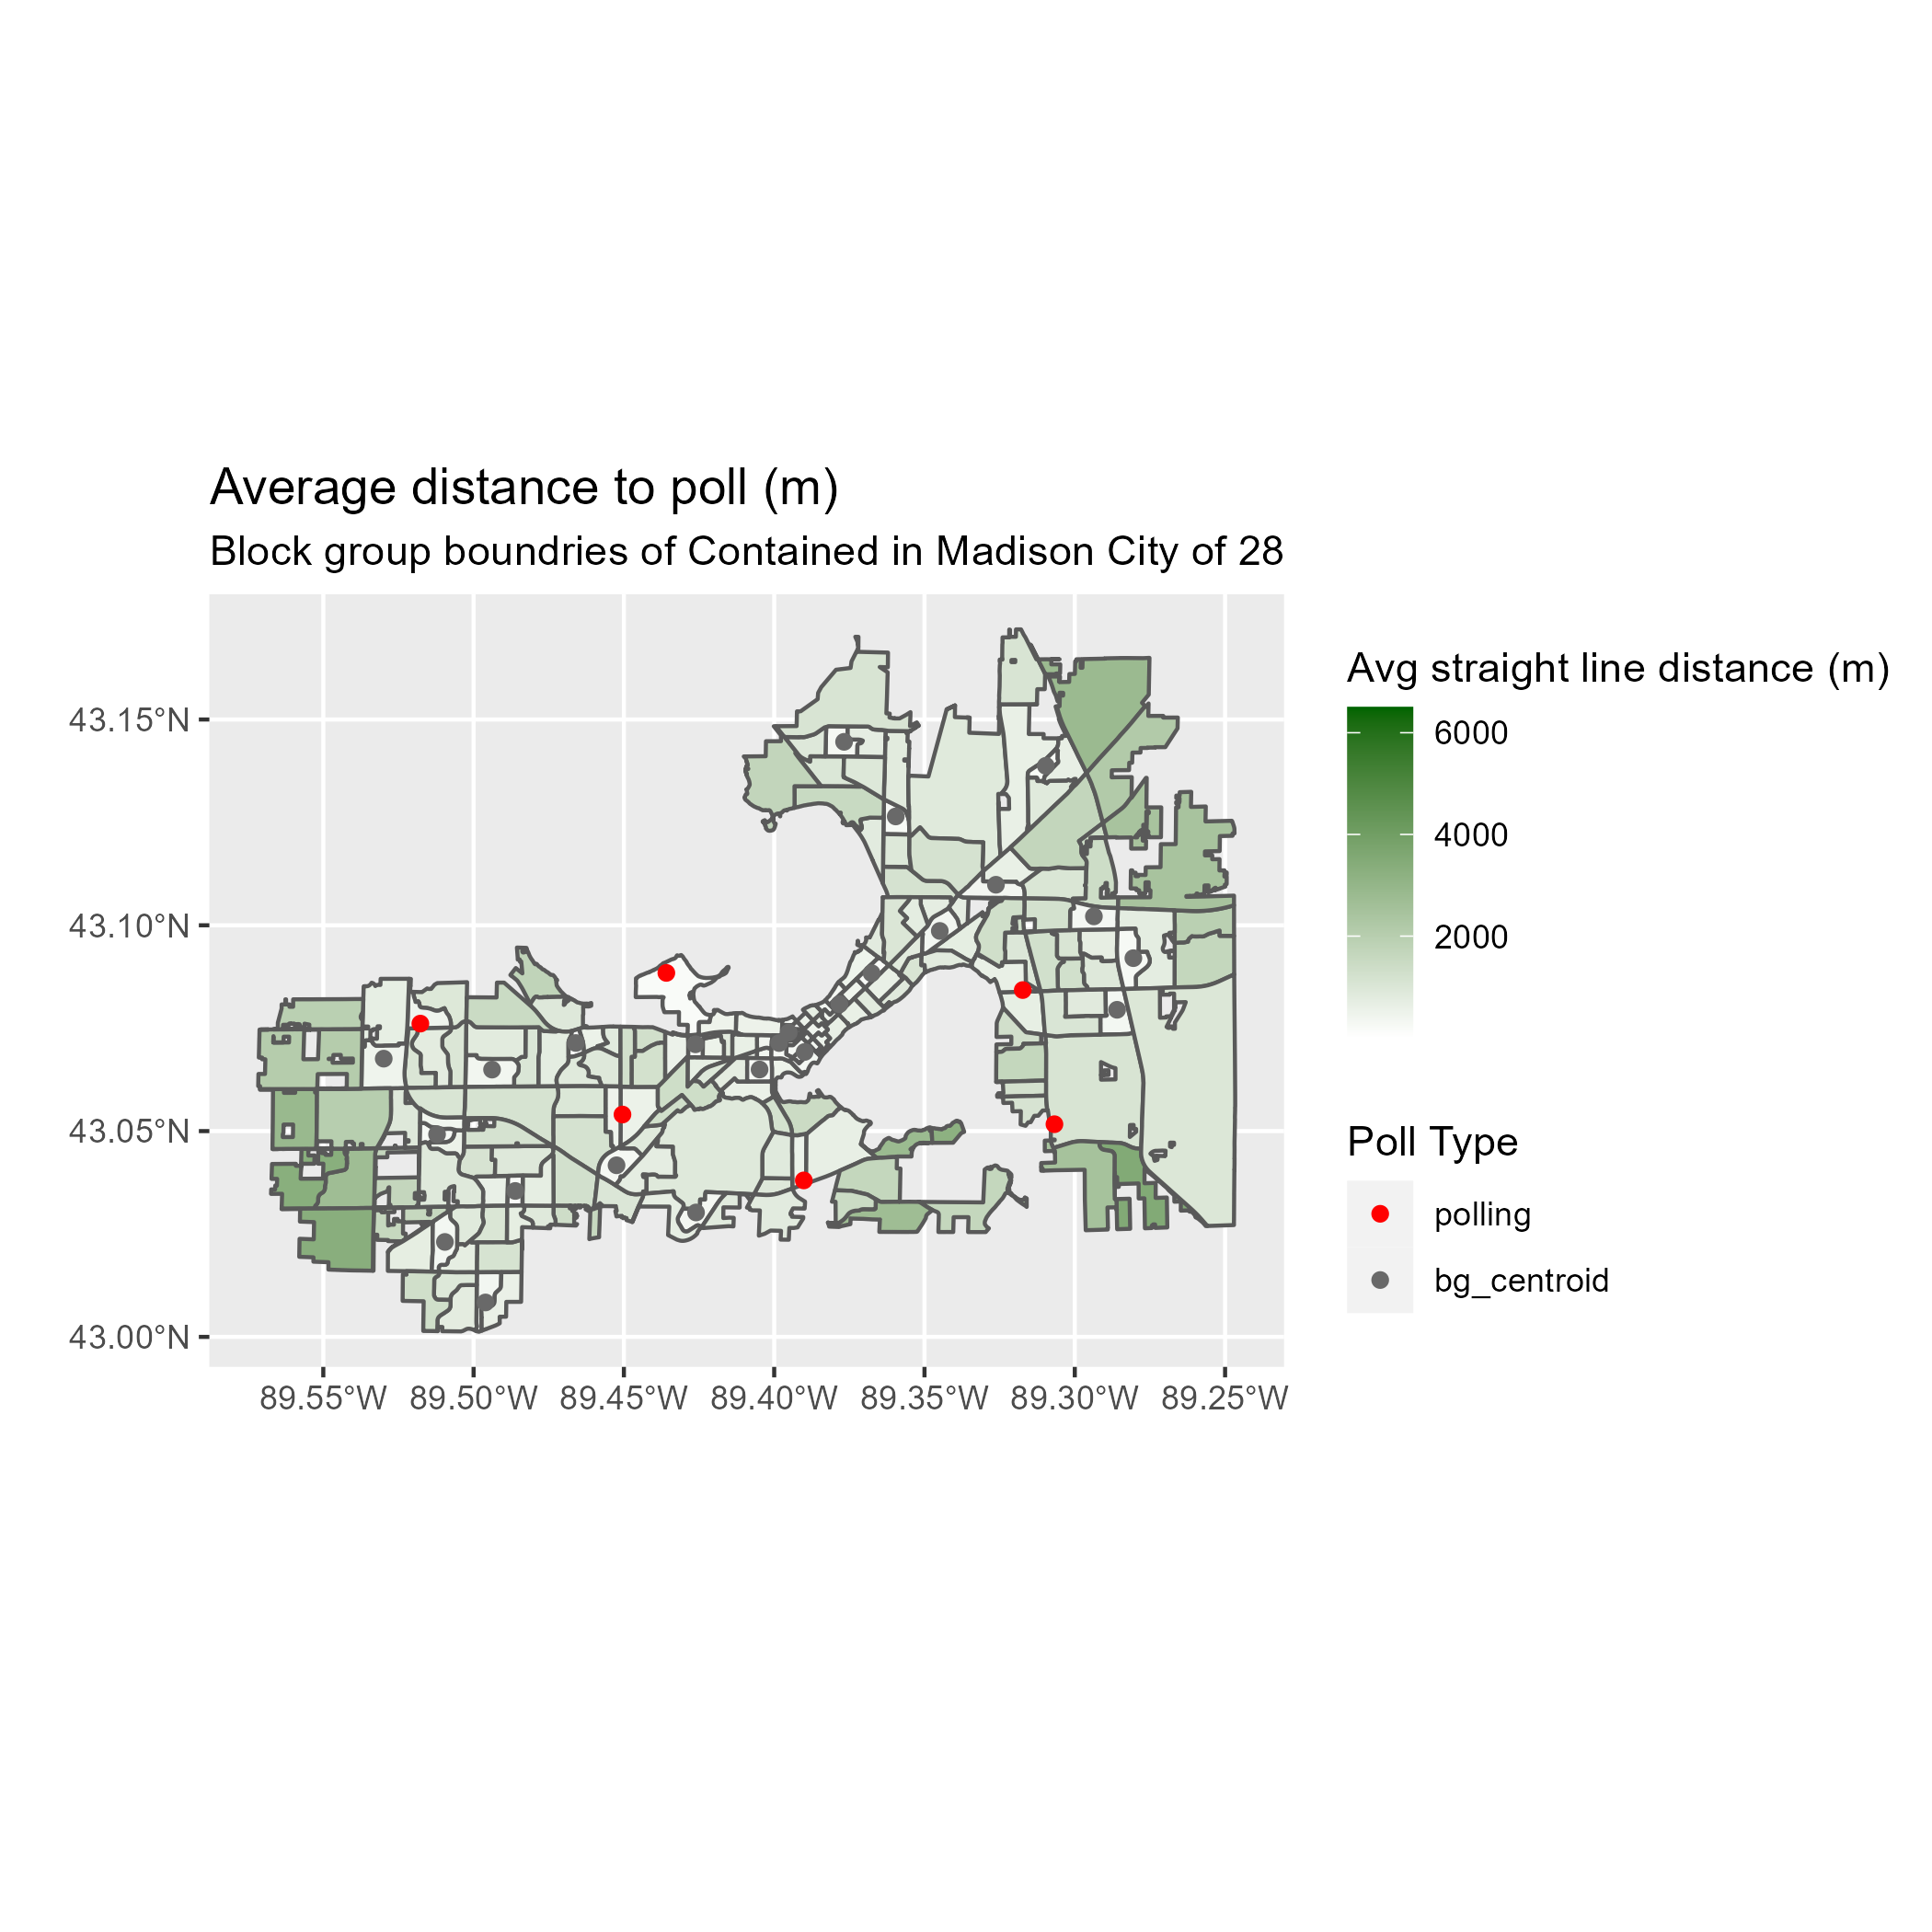 Average distance to poll (m)
Block group boundries of Contained in Madison City of 28
43.15°N
43.10°N
43.05°N
43.00°N
89.55°W 89.50°W 89.45°W 89.40°W 89.35°W 89.30°W 89.25°W
Avg straight line distance (m)
6000
4000
2000
Poll Type
polling
bg_centroid